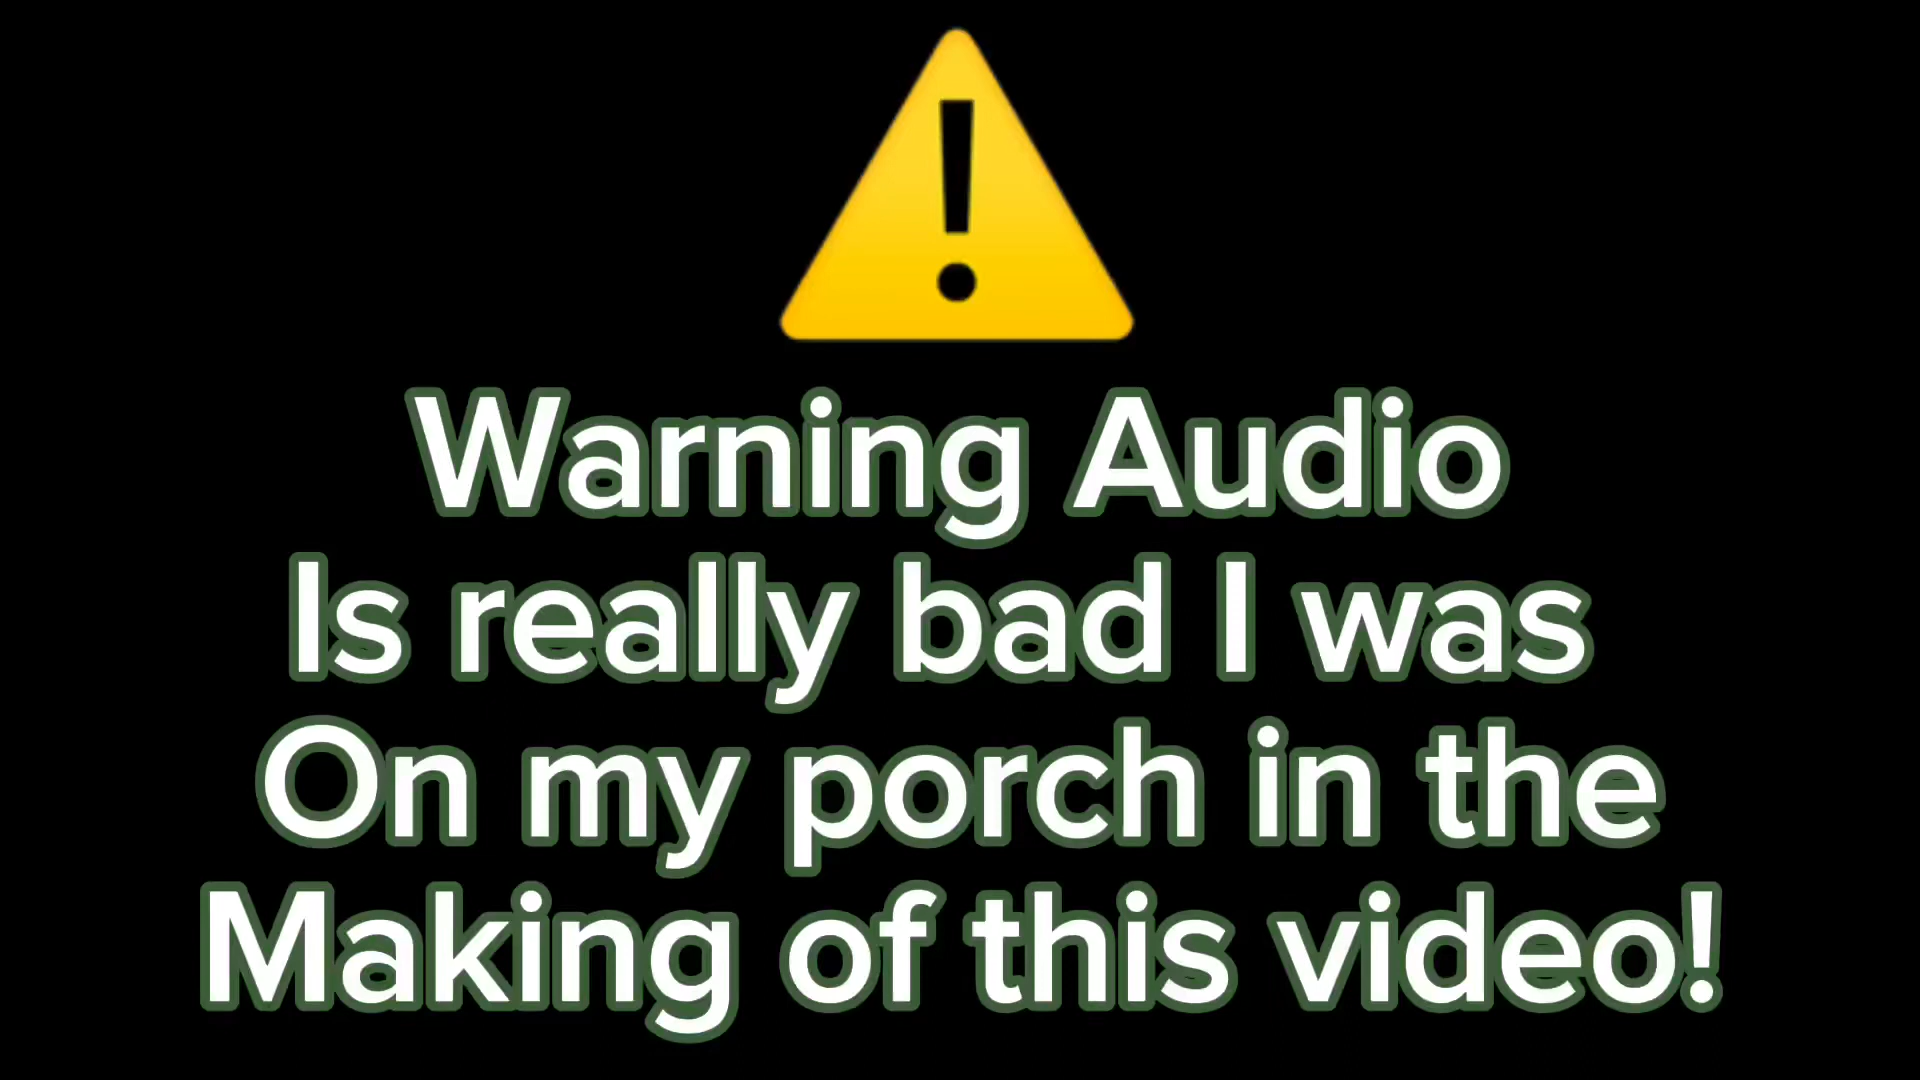 Warning Audio
Is really bad I was
On my porch in the
Making of this video!